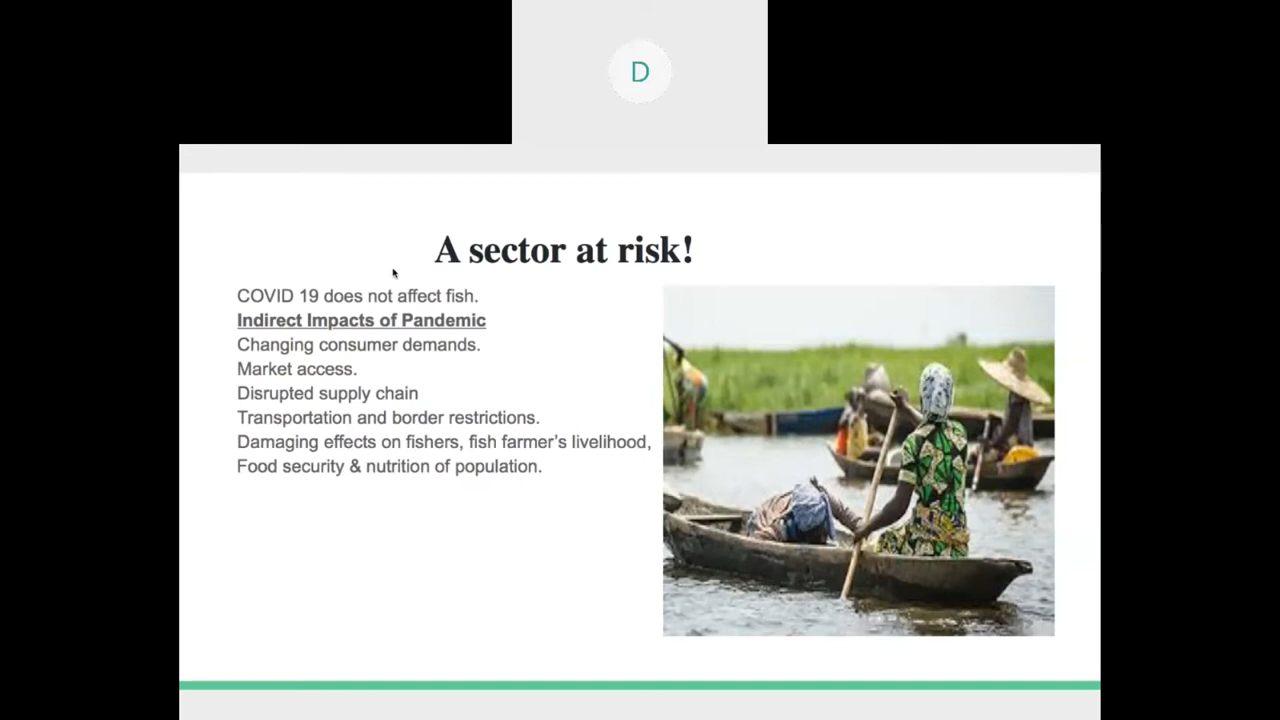 D
A sector at risk!
COVID 19 does not affect fish.
Indirect Impacts of Pandemic
Changing consumer demands.
Market access.
Disrupted supply chain
Transportation and border restrictions.
Damaging effects on fishers, fish farmer's livelihood,
Food security & nutrition of population.